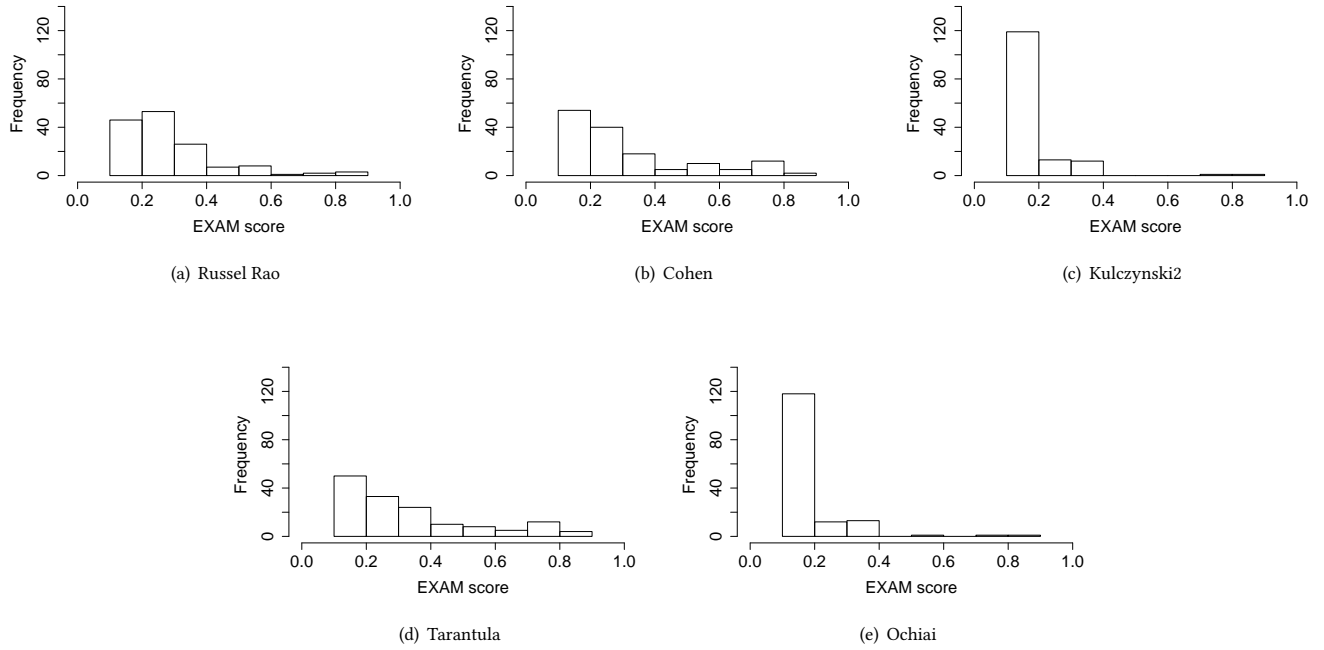 120
80
40
0
Frequency
0.0 0.2 0.4 0.6 0.8 1.0
EXAM score
(a) Russel Rao
120
80
40
0
Frequency
0.0 0.2 0.4 0.6 0.8 1.0
EXAM score
(b) Cohen
120
80
40
0
Frequency
0.0 0.2 0.4 0.6 0.8 1.0
EXAM score
(c) Kulczynski2
120
80
40
0
Frequency
0.0 0.2 0.4 0.6 0.8 1.0
EXAM score
(d) Tarantula
120
80
40
0
Frequency
0.0 0.2 0.4 0.6 0.8 1.0
EXAM score
(e) Ochiai